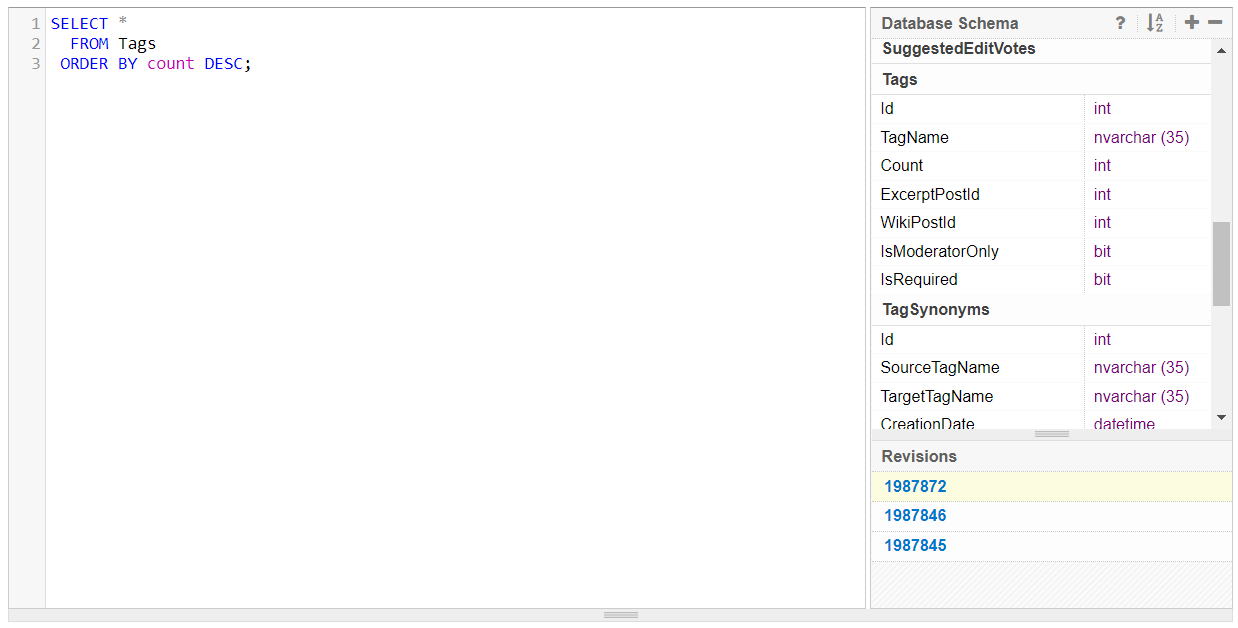 1 SELECT *
2 FROM Tags
3 ORDER BY count DESC;
Database Schema ? A Z
SuggestedEditVotes
Tags
Id int
TagName nvarchar (35)
Count int
ExcerptPostId int
WikiPostId int
IsModeratorOnly bit
IsRequired bit
TagSynonyms
Id int
SourceTagName nvarchar (35)
TargetTagName nvarchar (35)
CreationDate datetime
Revisions
1987872
1987846
1987845